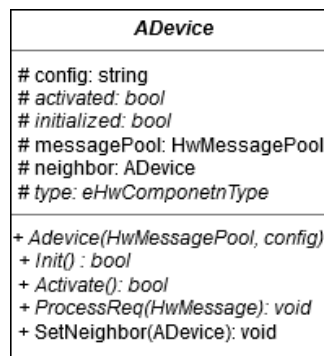 ADevice
# config: string
# activated: bool
# initialized: bool
# messagePool: HwMessagePool
# neighbor: ADevice
# type: eHwComponetnType
+ Adevice(HwMessagePool, config)
+ Init() : bool
+ Activate(): bool
+ ProcessReq(HwMessage): void
+ SetNeighbor(ADevice): void